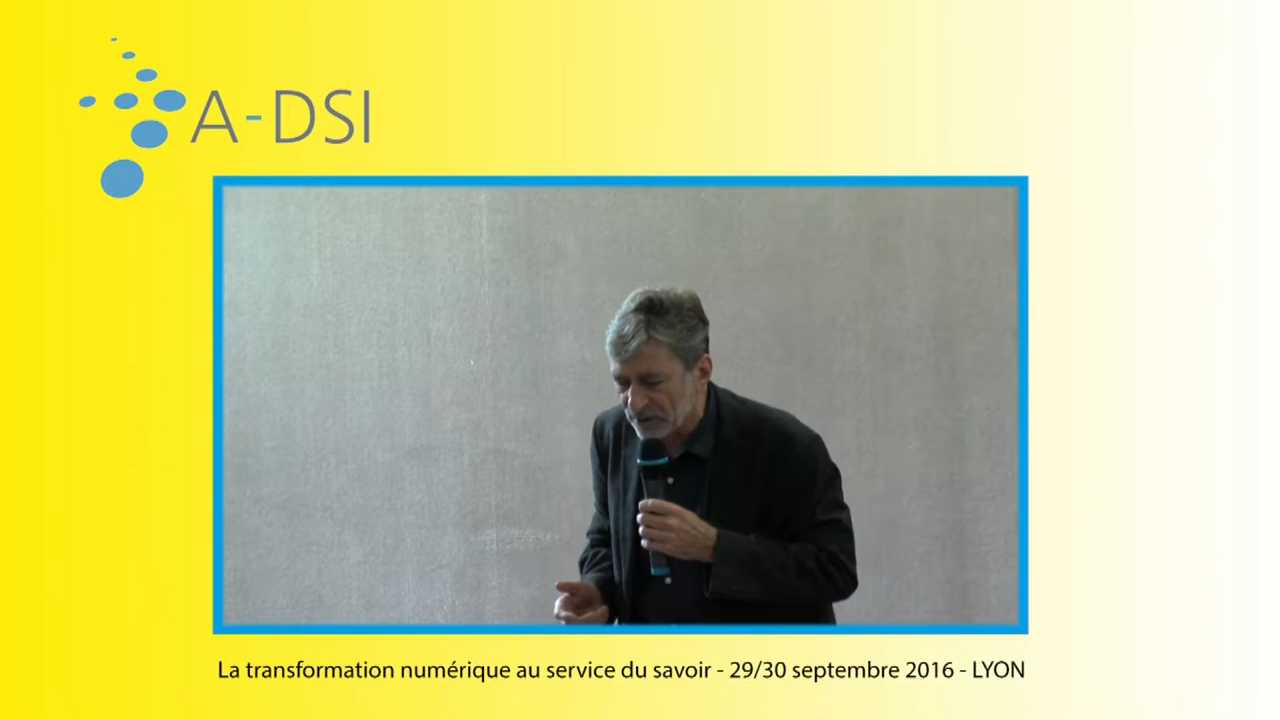 A-DSI
La transformation numérique au service du savoir - 29/30 septembre 2016 - LYON